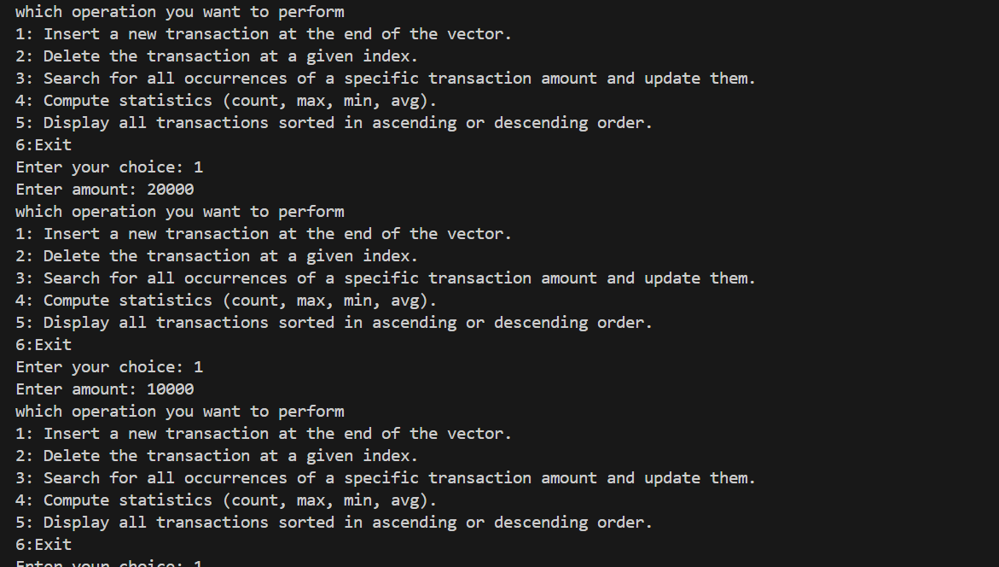 which operation you want to perform
1: Insert a new transaction at the end of the vector.
2: Delete the transaction at a given index.
3: Search for all occurrences of a specific transaction amount and update them.
4: Compute statistics (count, max, min, avg).
5: Display all transactions sorted in ascending or descending order.
6:Exit
Enter your choice: 1
Enter amount: 20000
which operation you want to perform
1: Insert a new transaction at the end of the vector.
2: Delete the transaction at a given index.
3: Search for all occurrences of a specific transaction amount and update them.
4: Compute statistics (count, max, min, avg).
5: Display all transactions sorted in ascending or descending order.
6:Exit
Enter your choice: 1
Enter amount: 10000
which operation you want to perform
1: Insert a new transaction at the end of the vector.
2: Delete the transaction at a given index.
3: Search for all occurrences of a specific transaction amount and update them.
4: Compute statistics (count, max, min, avg).
5: Display all transactions sorted in ascending or descending order.
6:Exit
Enter your choice: 1